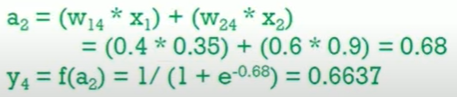 a₂ = (w₁₄ * x₁) + (w₂₄ * x₂)
= (0.4 * 0.35) + (0.6 * 0.9) = 0.68
y₄ = f(a₂) = 1/ (1 + e⁻⁰·⁶⁸) = 0.6637